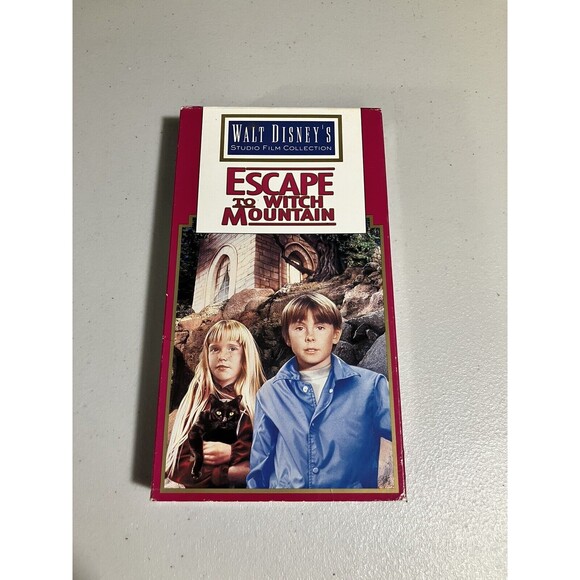 WALT DISNEY'S
STUDIO FILM COLLECTION
ESCAPE
TO WITCH
MOUNTAIN